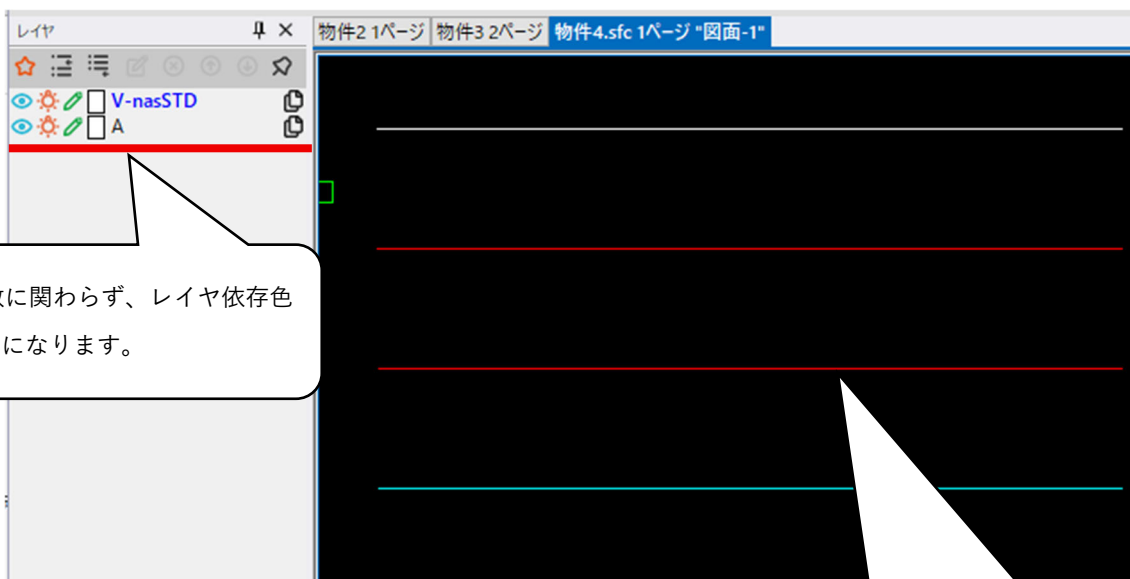 レイヤ
物件2 1ページ 物件3 2ページ 物件4.sfc 1ページ "図面-1"
V-nasSTD
A
に関わらず、レイヤ依存色
になります。